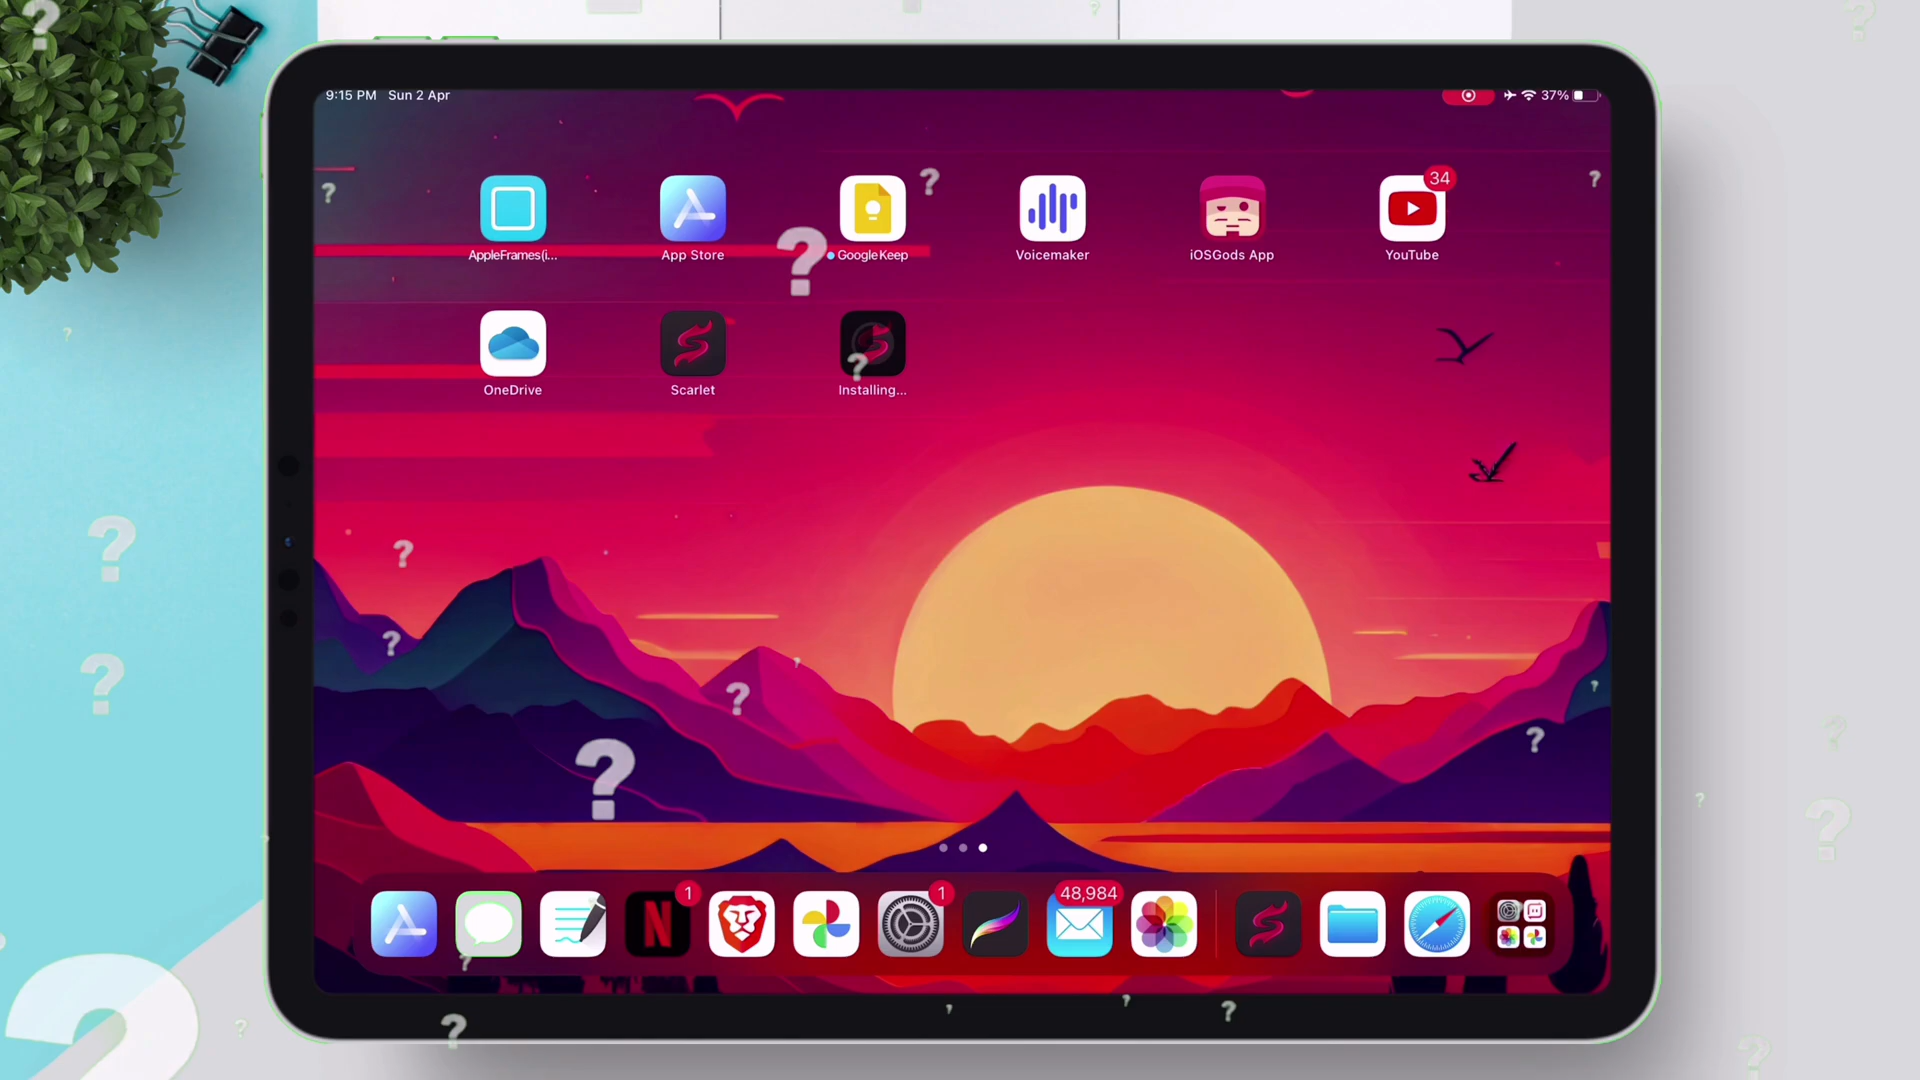 9:15 PM Sun 2 Apr
37%
34
AppleFrames(i...
App Store
Google Keep
Voicemaker
iOSGods App
YouTube
OneDrive
Scarlet
Installing...
1
1
48,984